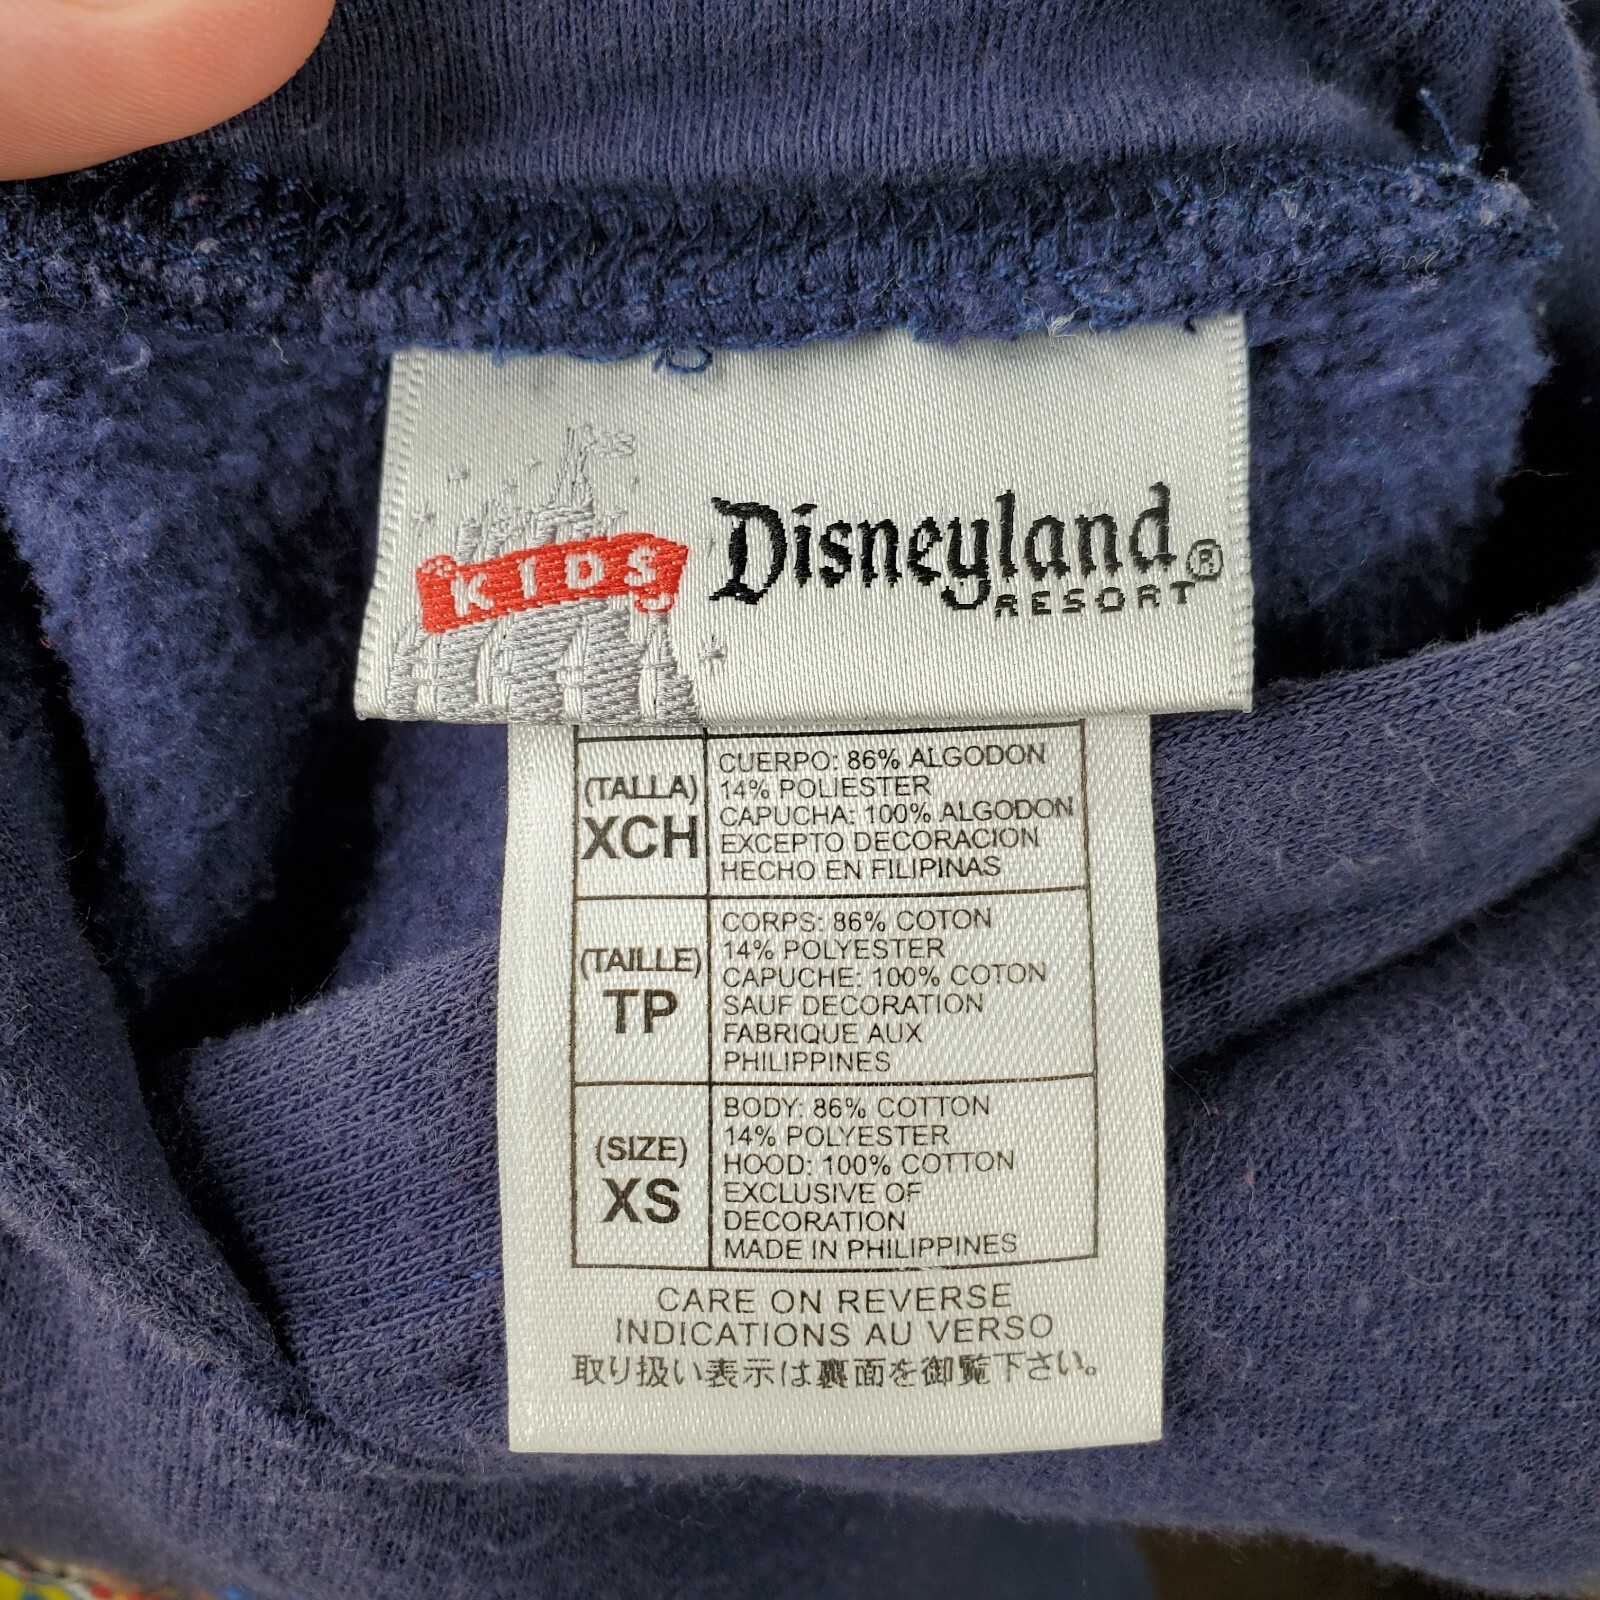 KIDS
Disneyland®
RESORT
(TALLA)
XCH
CUERPO: 86% ALGODON
14% POLIESTER
CAPUCHA: 100% ALGODON
EXCEPTO DECORACION
HECHO EN FILIPINAS
(TAILLE)
TP
CORPS: 86% COTON
14% POLYESTER
CAPUCHE: 100% COTON
SAUF DECORATION
FABRIQUE AUX
PHILIPPINES
(SIZE)
XS
BODY: 86% COTTON
14% POLYESTER
HOOD: 100% COTTON
EXCLUSIVE OF
DECORATION
MADE IN PHILIPPINES
CARE ON REVERSE
INDICATIONS AU VERSO
取り扱い表示は裏面を御覧下さい。